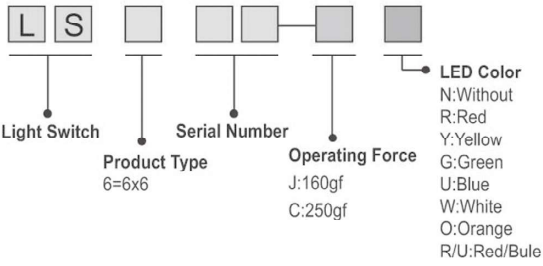 L S
Light Switch
Product Type
6=6x6
Serial Number
Operating Force
J:160gf
C:250gf
LED Color
N:Without
R:Red
Y:Yellow
G:Green
U:Blue
W:White
O:Orange
R/U:Red/Bule